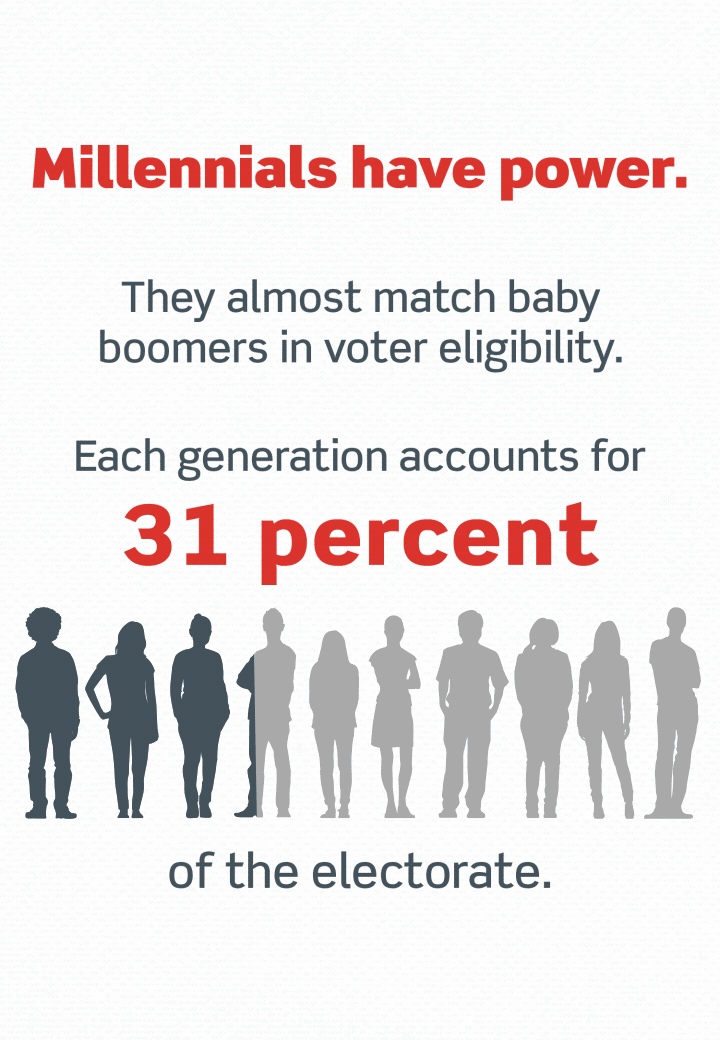 Millennials have power.
They almost match baby
boomers in voter eligibility.
Each generation accounts for
31 percent
of the electorate.